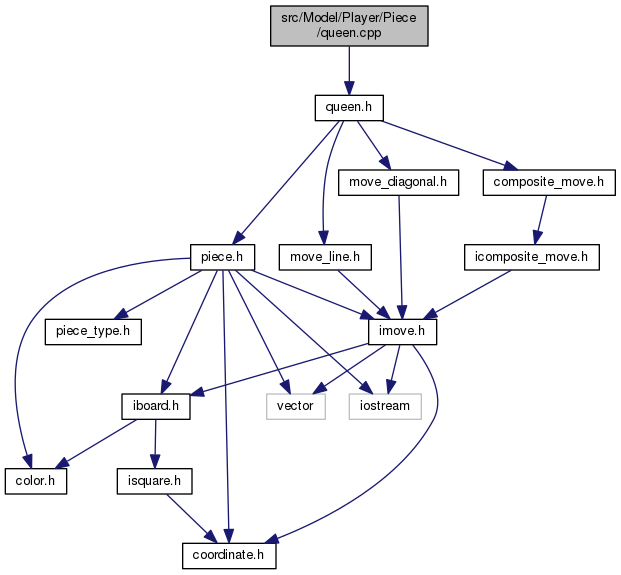 src/Model/Player/Piece
/queen.cpp
queen.h
move_diagonal.h
composite_move.h
piece.h
move_line.h
icomposite_move.h
piece_type.h
imove.h
iboard.h
vector
iostream
color.h
isquare.h
coordinate.h